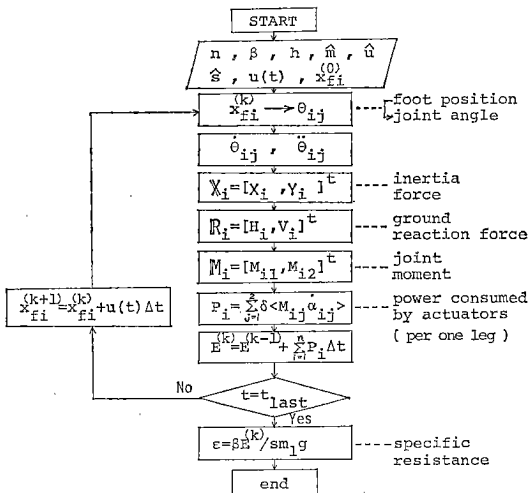 START
n , β , h , m̂ , û
ŝ , u(t) , x_fi^(0)
x_fi^(k) → θ_ij
foot position
joint angle
θ̇_ij , θ̈_ij
𝕏_i=[X_i ,Y_i ]^t
inertia
force
ℝ_i=[H_i,V_i]^t
ground
reaction force
𝕄_i=[M_i1,M_i2]^t
joint
moment
x_fi^(k+1)=x_fi^(k)+u(t)Δt
P_i=Σ_{j=1}^{2}δ<M_ij α̇_ij>
power consumed
by actuators
( per one leg )
E^(k)=E^(k-1)+Σ_{i=1}^{n}P_iΔt
No
t=t_last
Yes
ε=βE^(k)/sm_1g
specific
resistance
end